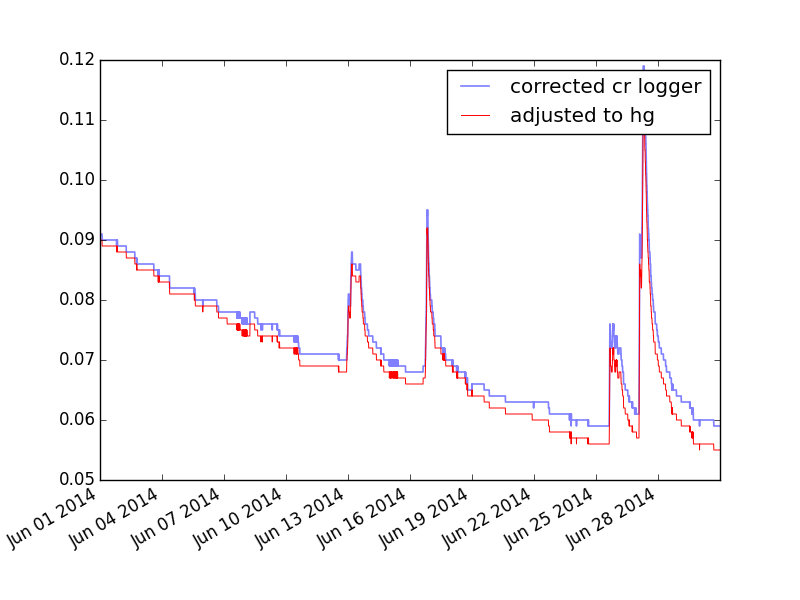 0.12
corrected cr logger
adjusted to hg
0.11
0.10
0.09
0.08
0.07
0.06
0.05
Jun 01 2014
Jun 04 2014
Jun 07 2014
Jun 10 2014
Jun 13 2014
Jun 16 2014
Jun 19 2014
Jun 22 2014
Jun 25 2014
Jun 28 2014